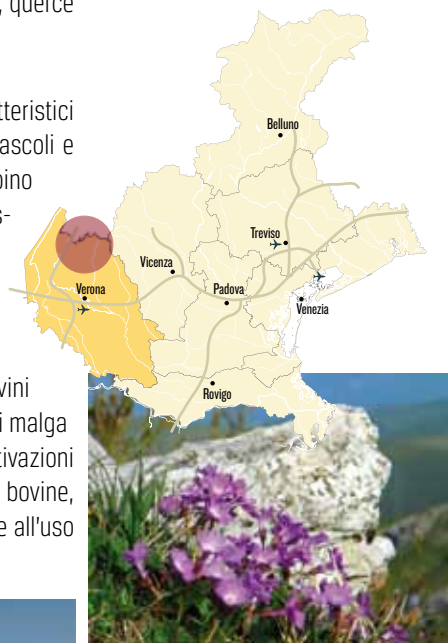 , querce
tteristici
ascoli e
pino
s-
vini
i malga
tivazioni
bovine,
e all'uso
Belluno
Treviso
Vicenza
Padova
Verona
Venezia
Rovigo